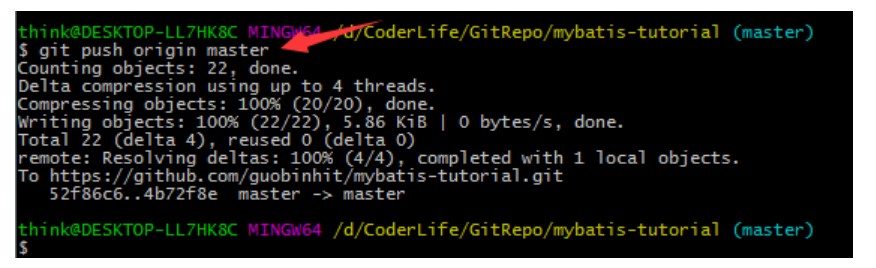 think@DESKTOP-LL7HK8C MINGW64 /d/CoderLife/GitRepo/mybatis-tutorial (master)
$ git push origin master
Counting objects: 22, done.
Delta compression using up to 4 threads.
Compressing objects: 100% (20/20), done.
Writing objects: 100% (22/22), 5.86 KiB | 0 bytes/s, done.
Total 22 (delta 4), reused 0 (delta 0)
remote: Resolving deltas: 100% (4/4), completed with 1 local objects.
To https://github.com/guobinhit/mybatis-tutorial.git
   52f86c6..4b72f8e  master -> master
think@DESKTOP-LL7HK8C MINGW64 /d/CoderLife/GitRepo/mybatis-tutorial (master)
$